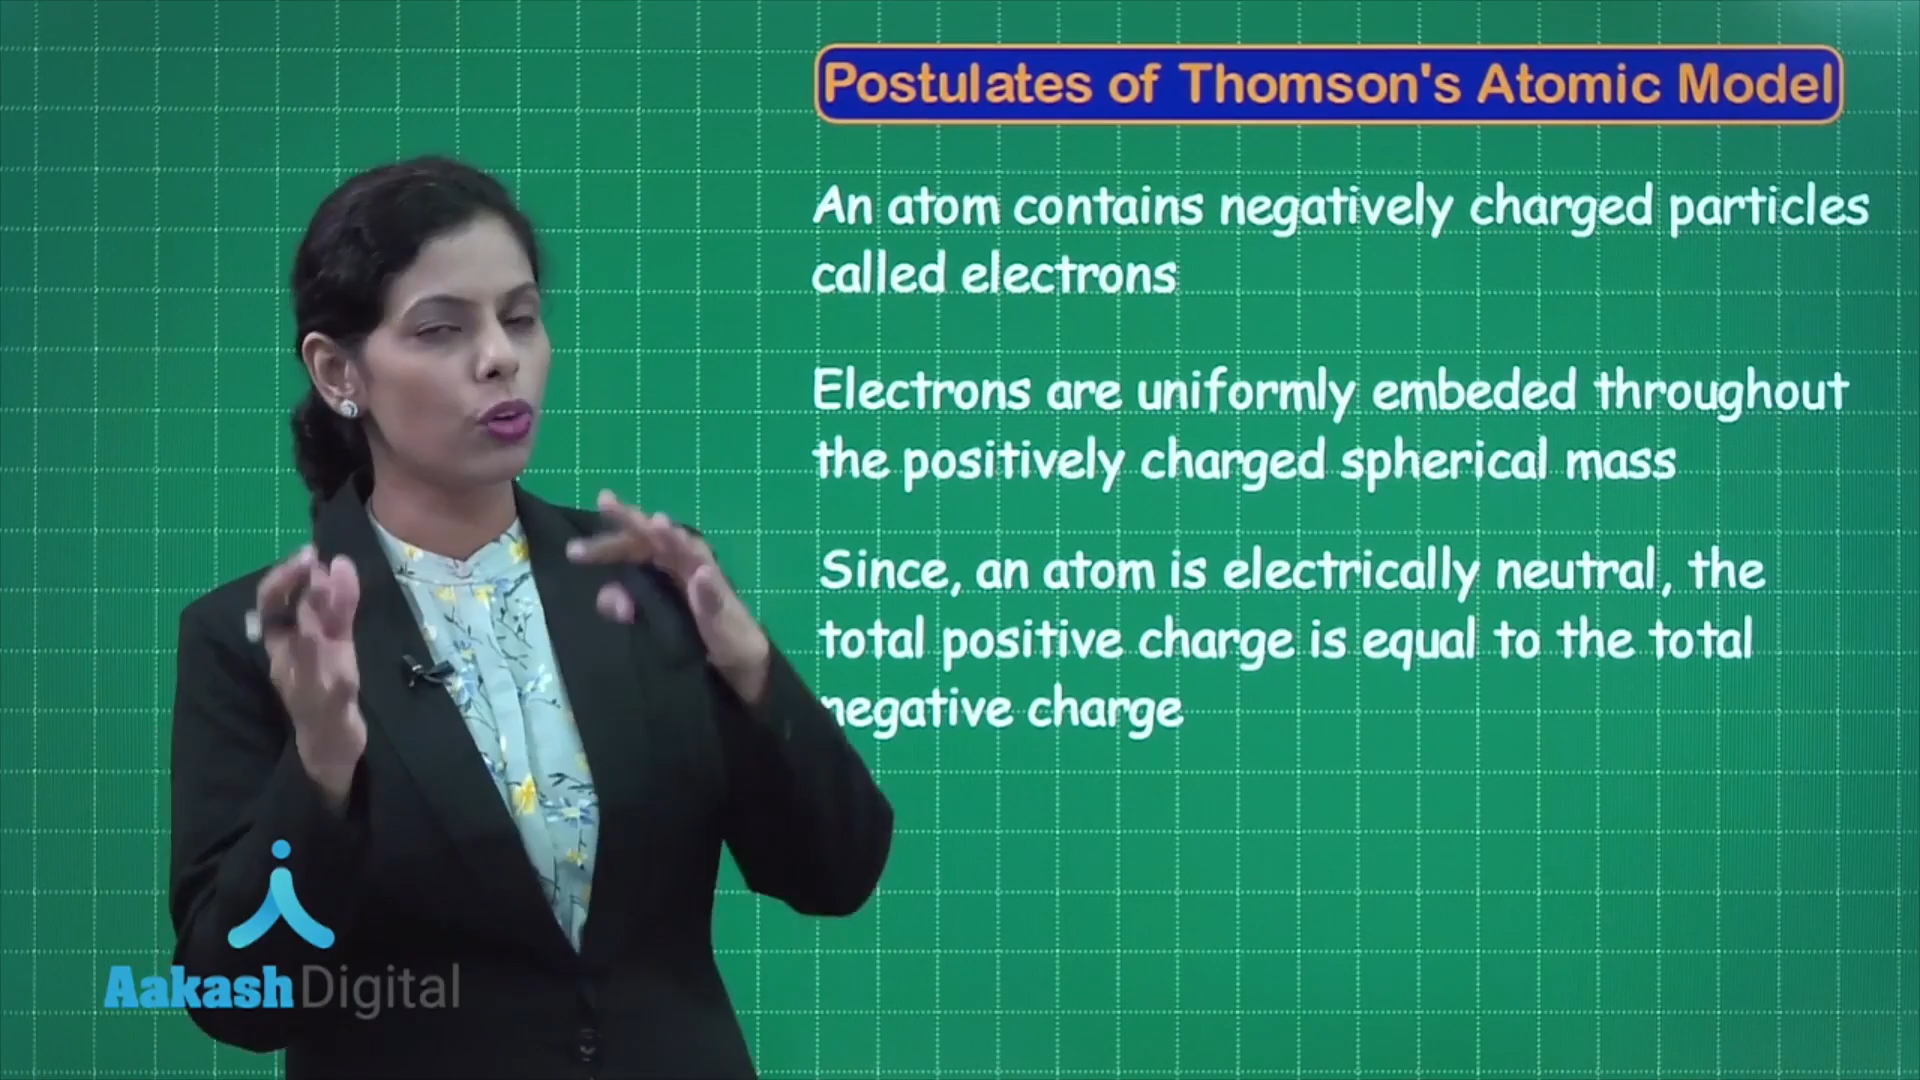 Postulates of Thomson's Atomic Model
An atom contains negatively charged particles
called electrons
Electrons are uniformly embeded throughout
the positively charged spherical mass
Since, an atom is electrically neutral, the
total positive charge is equal to the total
negative charge
Aakash Digital